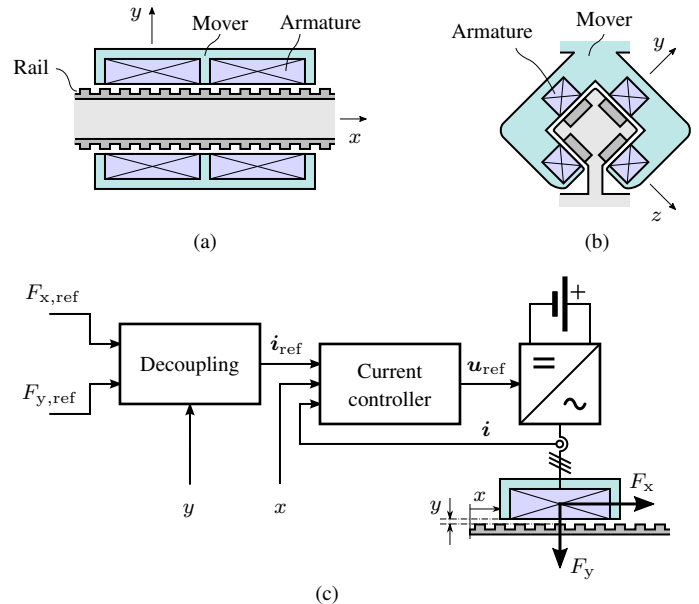 y
Mover
Armature
Rail
x
(a)
Mover
Armature
y
z
(b)
F_x,ref
F_y,ref
Decoupling
i_ref
Current
controller
u_ref
+
i
y
x
y
x
F_x
F_y
(c)